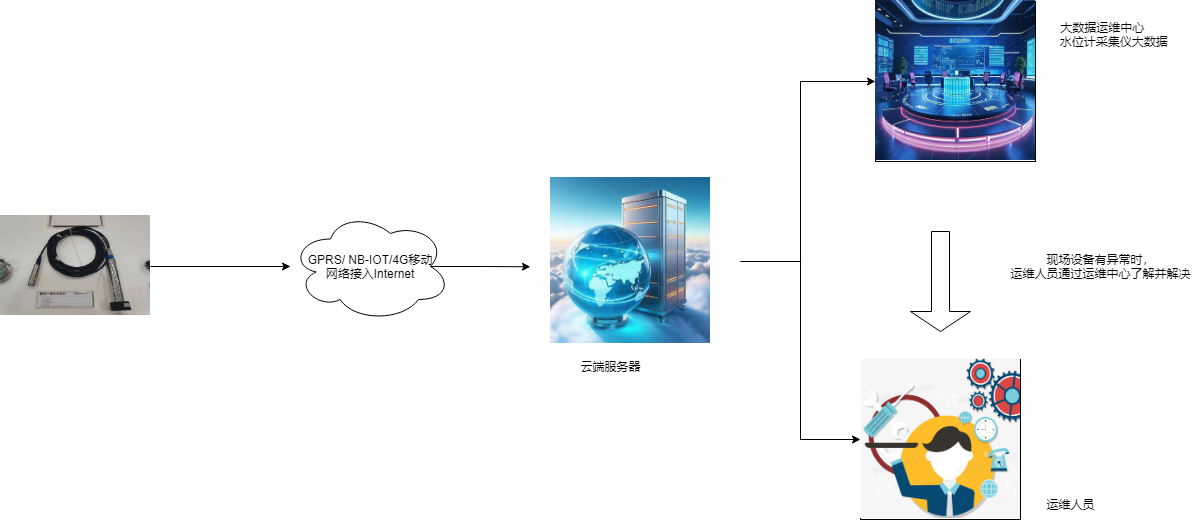 大数据运维中心
水位计采集仪大数据
GPRS/ NB-IOT/4G移动
网络接入Internet
现场设备有异常时，
运维人员通过运维中心了解并解决
云端服务器
运维人员